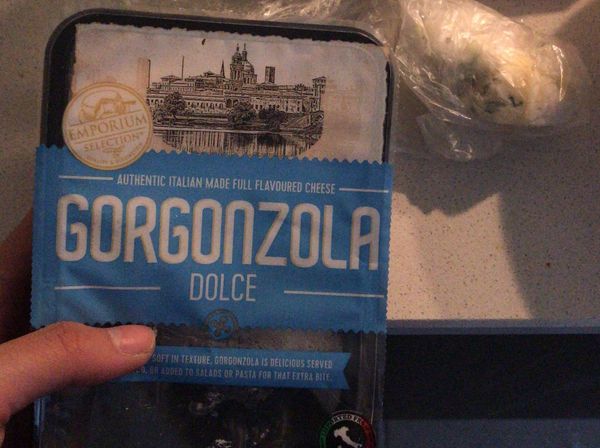 EMPORIUM
SELECTION
AUTHENTIC ITALIAN MADE FULL FLAVOURED CHEESE
GORGONZOLA
DOLCE
SOFT IN TEXTURE, GORGONZOLA IS DELICIOUS SERVED
OR ADDED TO SALADS OR PASTA FOR THAT EXTRA BITE.